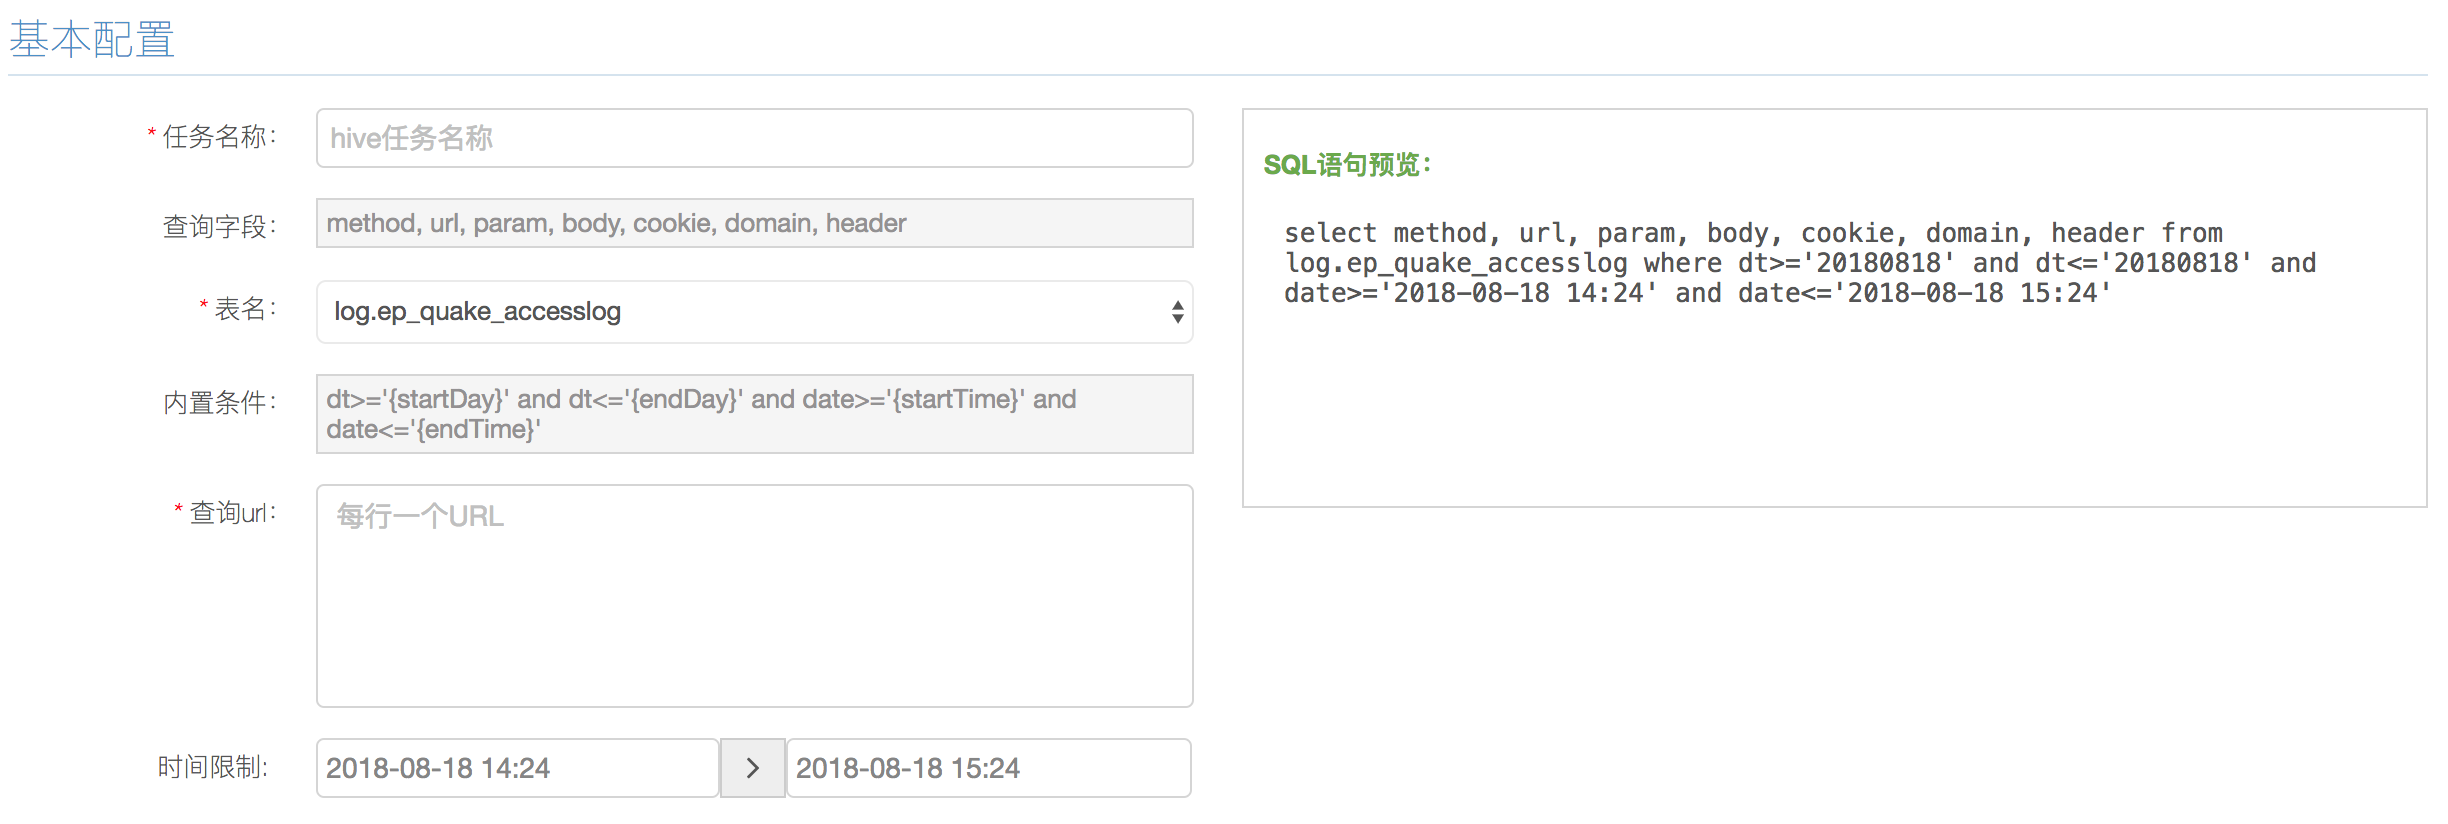 基本配置
* 任务名称：
hive任务名称
查询字段：
method, url, param, body, cookie, domain, header
* 表名：
log.ep_quake_accesslog
内置条件：
dt>='{startDay}' and dt<='{endDay}' and date>='{startTime}' and
date<='{endTime}'
* 查询url：
每行一个URL
时间限制:
2018-08-18 14:24
2018-08-18 15:24
SQL语句预览：
select method, url, param, body, cookie, domain, header from
log.ep_quake_accesslog where dt>='20180818' and dt<='20180818' and
date>='2018-08-18 14:24' and date<='2018-08-18 15:24'